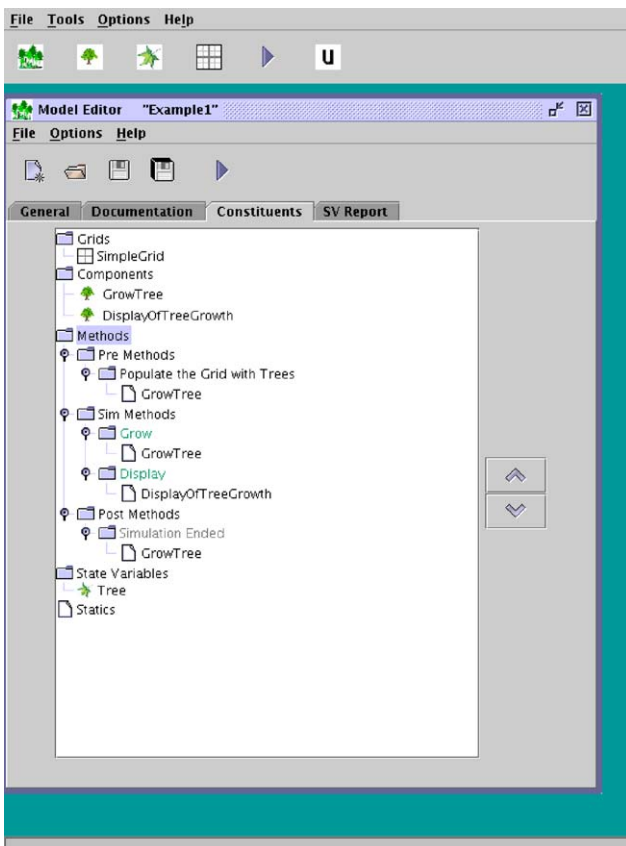 File Tools Options Help
U
Model Editor "Example1"
File Options Help
General Documentation Constituents SV Report
Grids
SimpleGrid
Components
GrowTree
DisplayOfTreeGrowth
Methods
Pre Methods
Populate the Grid with Trees
GrowTree
Sim Methods
Grow
GrowTree
Display
DisplayOfTreeGrowth
Post Methods
Simulation Ended
GrowTree
State Variables
Tree
Statics